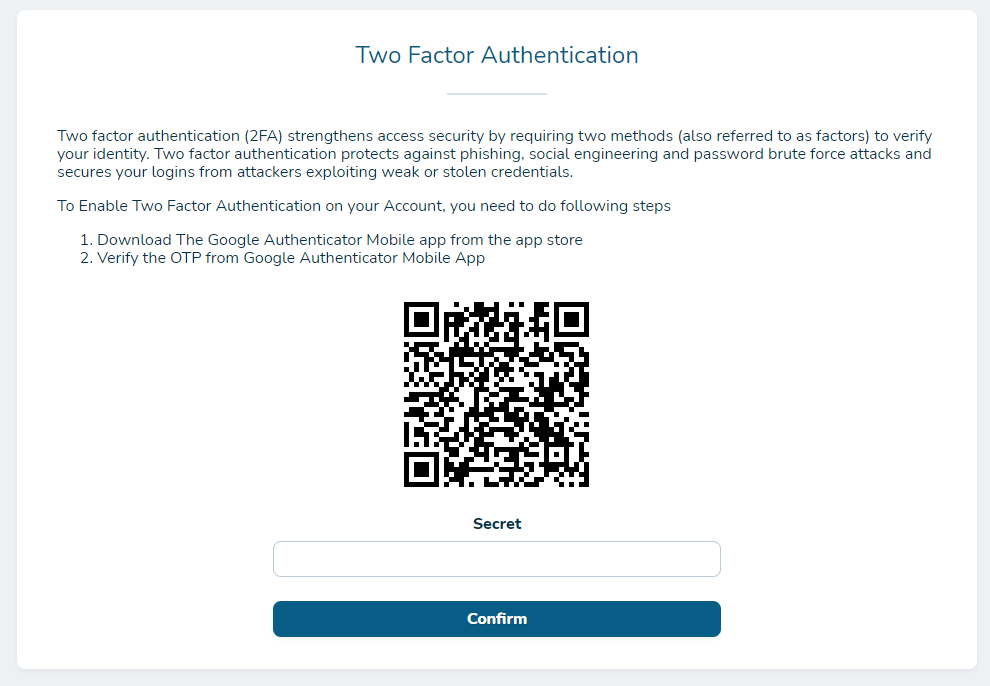 Two Factor Authentication
Two factor authentication (2FA) strengthens access security by requiring two methods (also referred to as factors) to verify
your identity. Two factor authentication protects against phishing, social engineering and password brute force attacks and
secures your logins from attackers exploiting weak or stolen credentials.
To Enable Two Factor Authentication on your Account, you need to do following steps
1. Download The Google Authenticator Mobile app from the app store
2. Verify the OTP from Google Authenticator Mobile App
Secret
Confirm